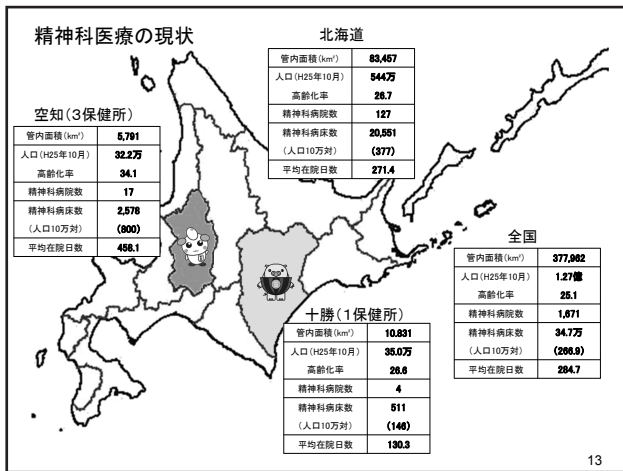 精神科医療の現状
北海道
管内面積(k㎡) 83,457
人口(H25年10月) 544万
高齢化率 26.7
精神科病院数 127
精神科病床数 20,551
(人口10万対) (377)
平均在院日数 271.4
空知(3保健所)
管内面積(k㎡) 5,791
人口(H25年10月) 32.2万
高齢化率 34.1
精神科病院数 17
精神科病床数 2,578
(人口10万対) (800)
平均在院日数 458.1
全国
管内面積(k㎡) 377,962
人口(H25年10月) 1.27億
高齢化率 25.1
精神科病院数 1,671
精神科病床数 34.7万
(人口10万対) (266.9)
平均在院日数 284.7
十勝(1保健所)
管内面積(k㎡) 10.831
人口(H25年10月) 35.0万
高齢化率 26.6
精神科病院数 4
精神科病床数 511
(人口10万対) (146)
平均在院日数 130.3
13